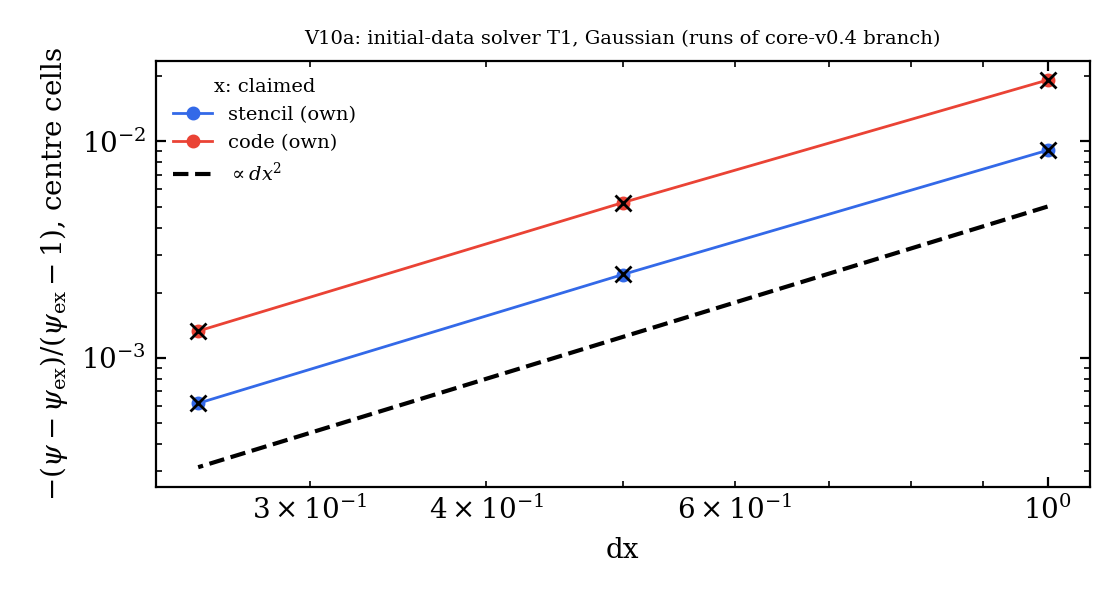 V10a: initial-data solver T1, Gaussian (runs of core-v0.4 branch)
−(ψ − ψ_ex)/(ψ_ex − 1), centre cells
x: claimed
stencil (own)
code (own)
∝ dx²
10⁻²
10⁻³
3 × 10⁻¹ 4 × 10⁻¹ 6 × 10⁻¹ 10⁰
dx